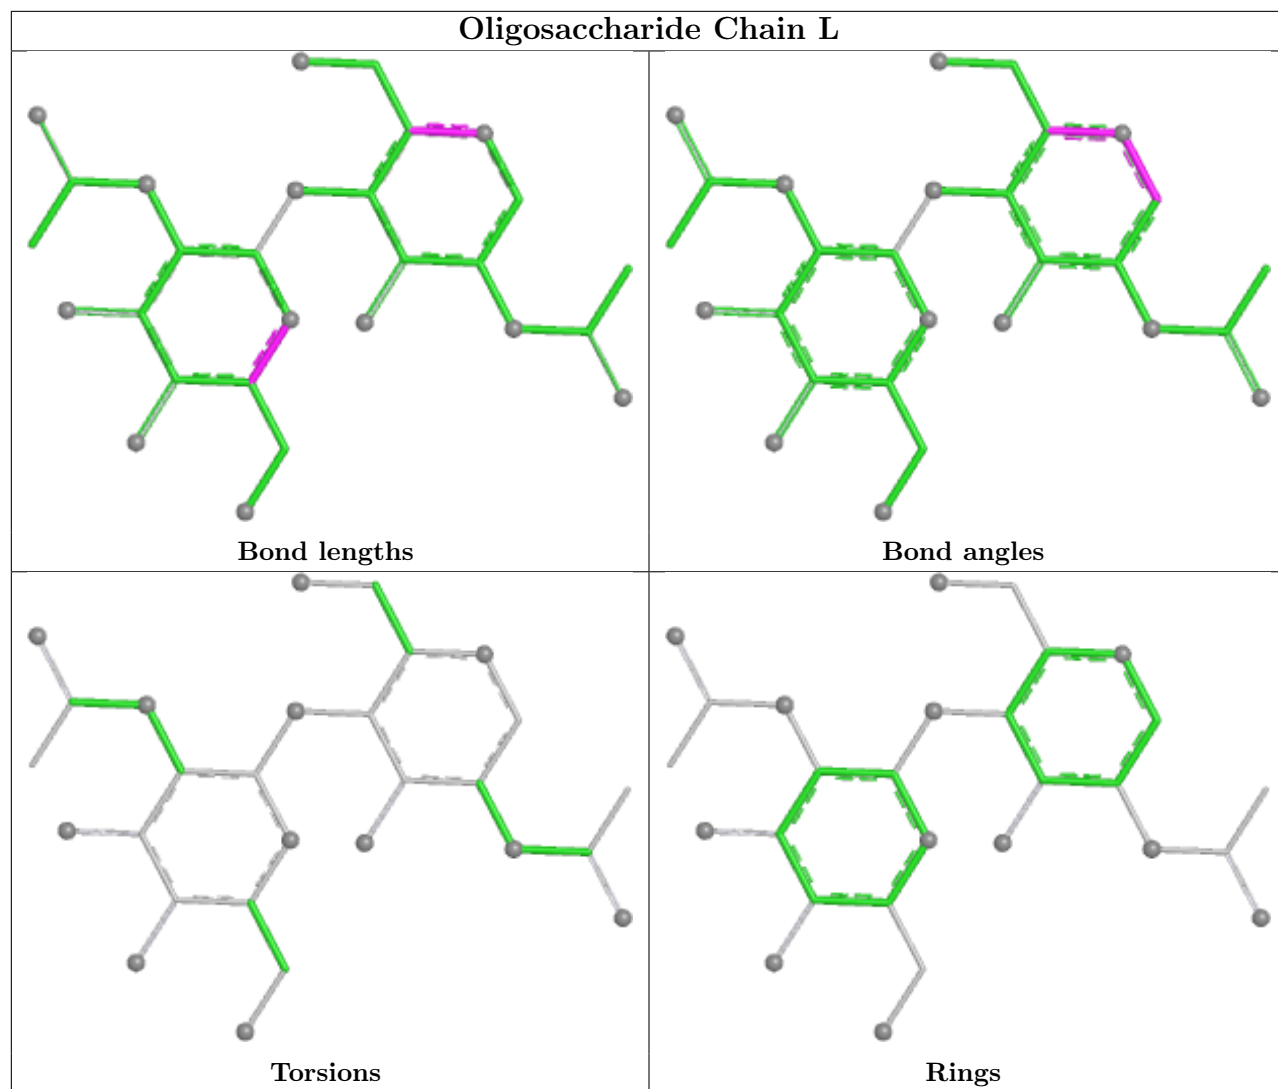 Oligosaccharide Chain L
Bond lengths
Bond angles
Torsions
Rings